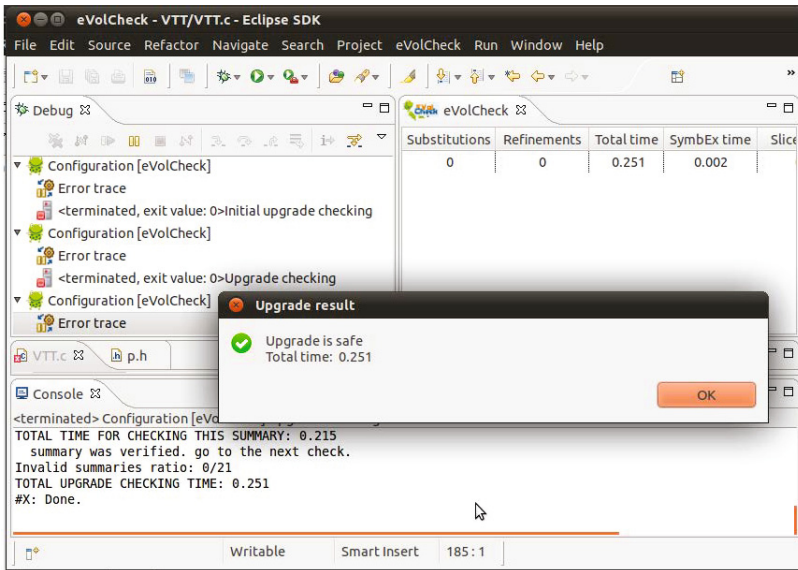 eVolCheck - VTT/VTT.c - Eclipse SDK
File Edit Source Refactor Navigate Search Project eVolCheck Run Window Help
Debug
Configuration [eVolCheck]
Error trace
<terminated, exit value: 0>Initial upgrade checking
Configuration [eVolCheck]
Error trace
<terminated, exit value: 0>Upgrade checking
Configuration [eVolCheck]
Error trace
eVolCheck
Substitutions Refinements Total time SymbEx time Slice
0 0 0.251 0.002
Upgrade result
Upgrade is safe
Total time: 0.251
OK
VTT.c .h p.h
Console
<terminated> Configuration [eVo
TOTAL TIME FOR CHECKING THIS SUMMARY: 0.215
summary was verified. go to the next check.
Invalid summaries ratio: 0/21
TOTAL UPGRADE CHECKING TIME: 0.251
#X: Done.
Writable Smart Insert 185 : 1